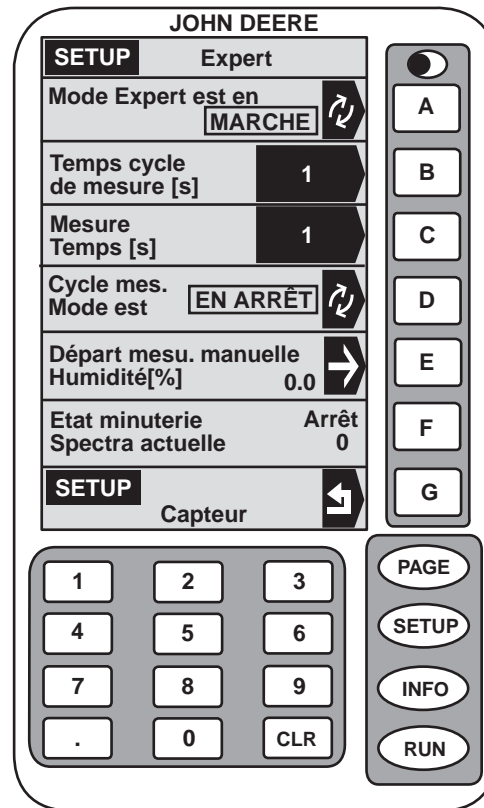 JOHN DEERE
SETUP Expert
Mode Expert est en
MARCHE
A
Temps cycle
de mesure [s]
1
B
Mesure
Temps [s]
1
C
Cycle mes.
Mode est
EN ARRÊT
D
Départ mesu. manuelle
Humidité[%] 0.0
E
Etat minuterie Arrêt
Spectra actuelle 0
F
SETUP
Capteur
G
1 2 3
4 5 6
7 8 9
. 0 CLR
PAGE
SETUP
INFO
RUN